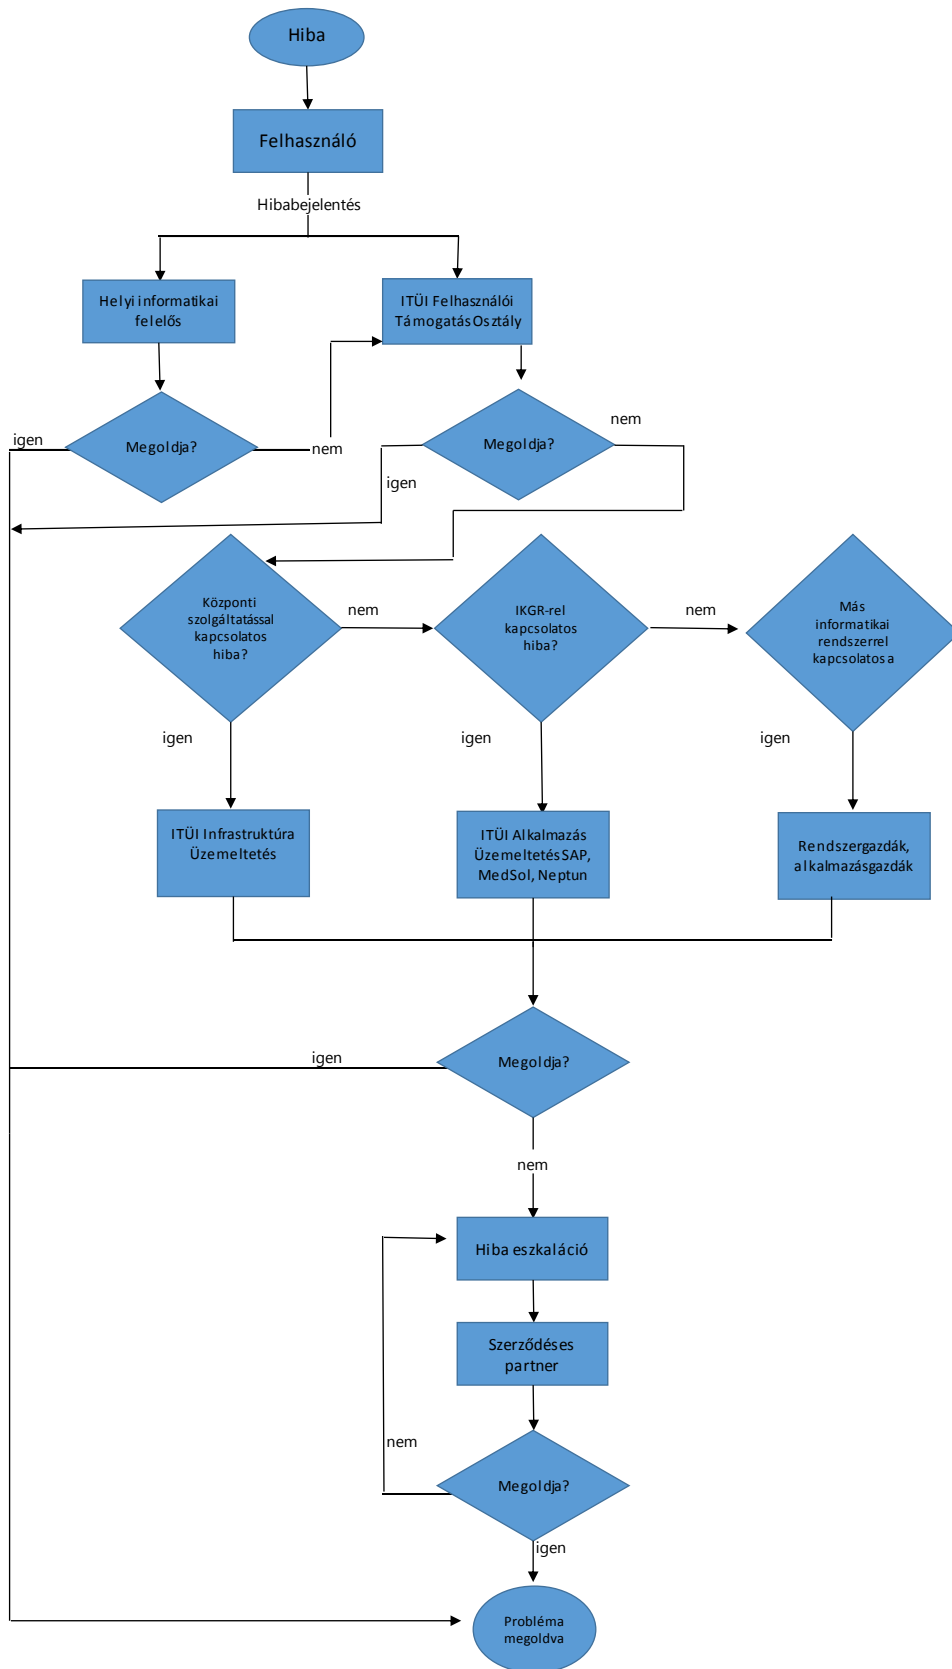 Hiba
Felhasználó
Hibabejelentés
Helyi informatikai
felelős
ITÜI Felhasználói
Támogatás Osztály
igen
Megoldja?
nem
Megoldja?
nem
igen
Központi
szolgáltatással
kapcsolatos
hiba?
nem
IKGR-rel
kapcsolatos
hiba?
nem
Más
informatikai
rendszerrel
kapcsolatos a
igen
igen
igen
ITÜI Infrastruktúra
Üzemeltetés
ITÜI Alkalmazás
Üzemeltetés SAP,
MedSol, Neptun
Rendszergazdák,
alkalmazásgazdák
igen
Megoldja?
nem
Hiba eszkaláció
Szerződéses
partner
nem
Megoldja?
igen
Probléma
megoldva